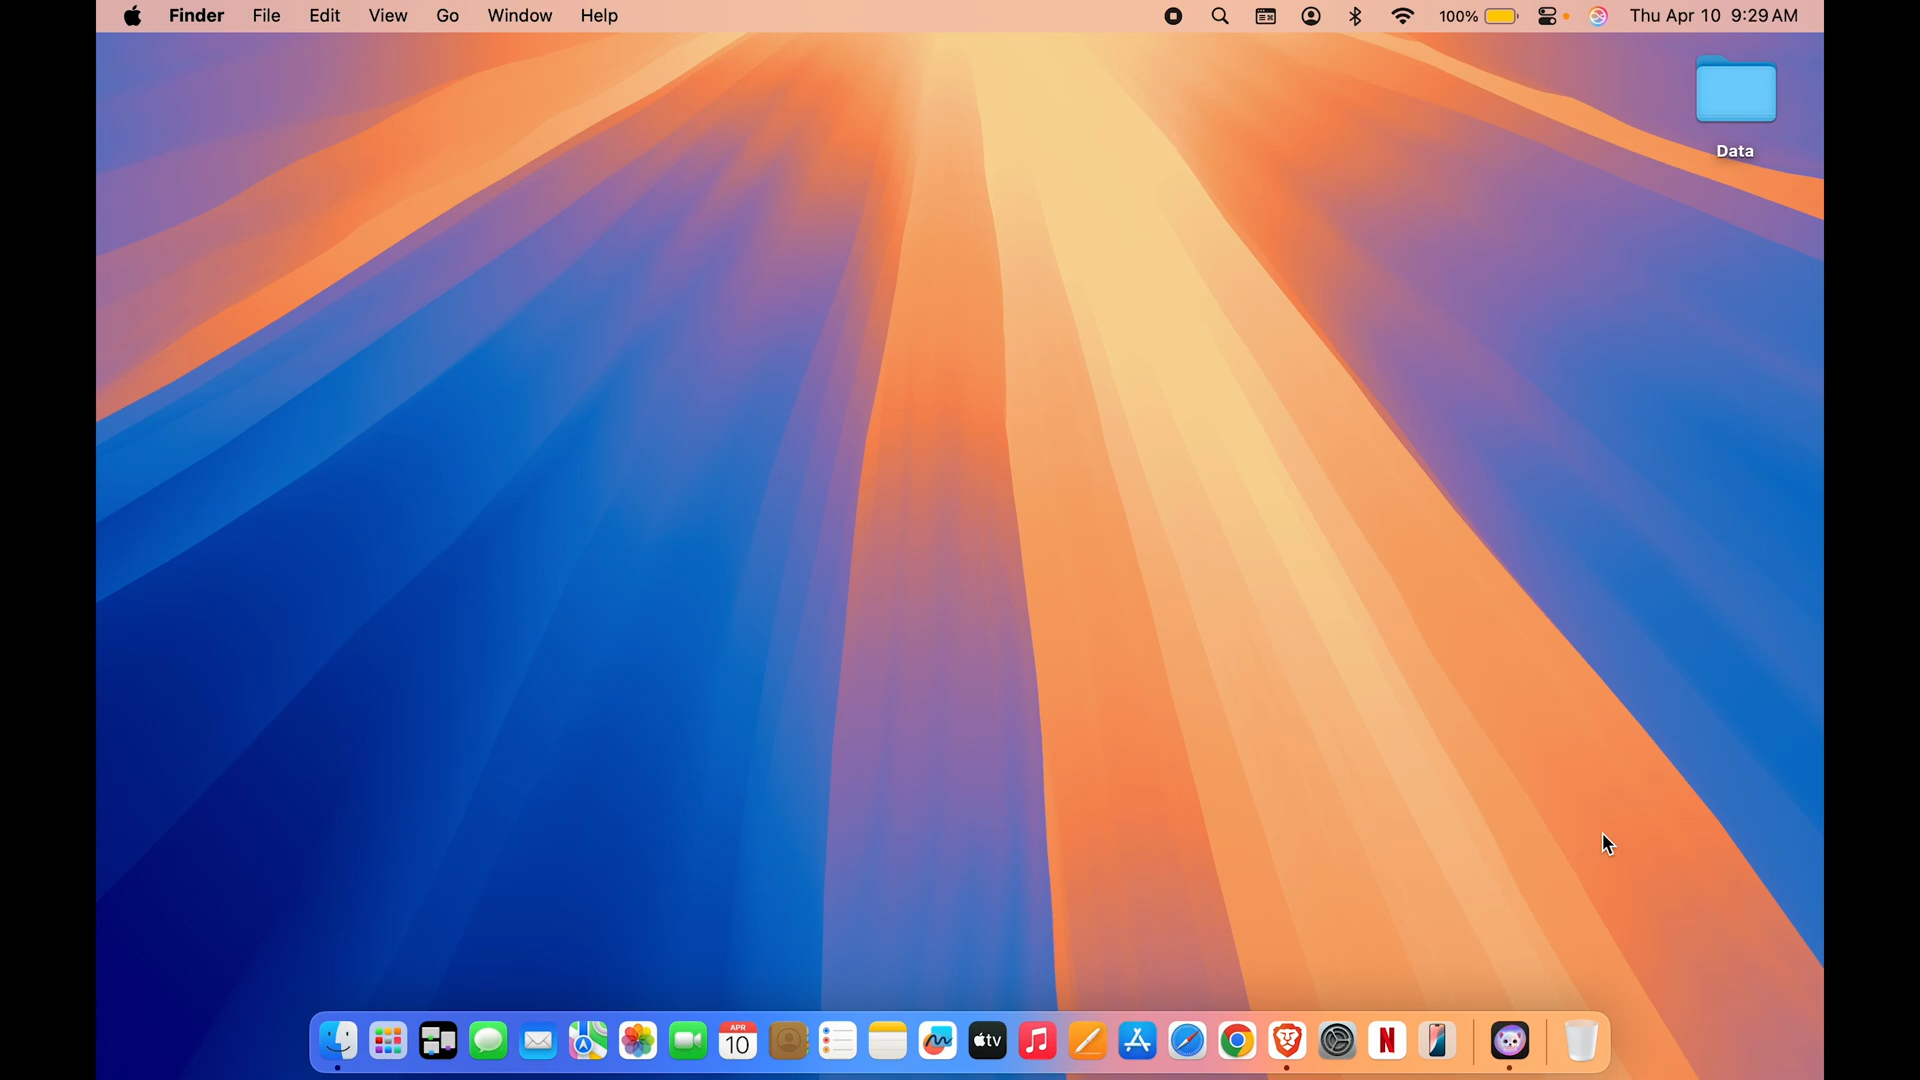 Finder File Edit View Go Window Help 100% Thu Apr 10 9:29 AM
Data
APR
10
tv
N